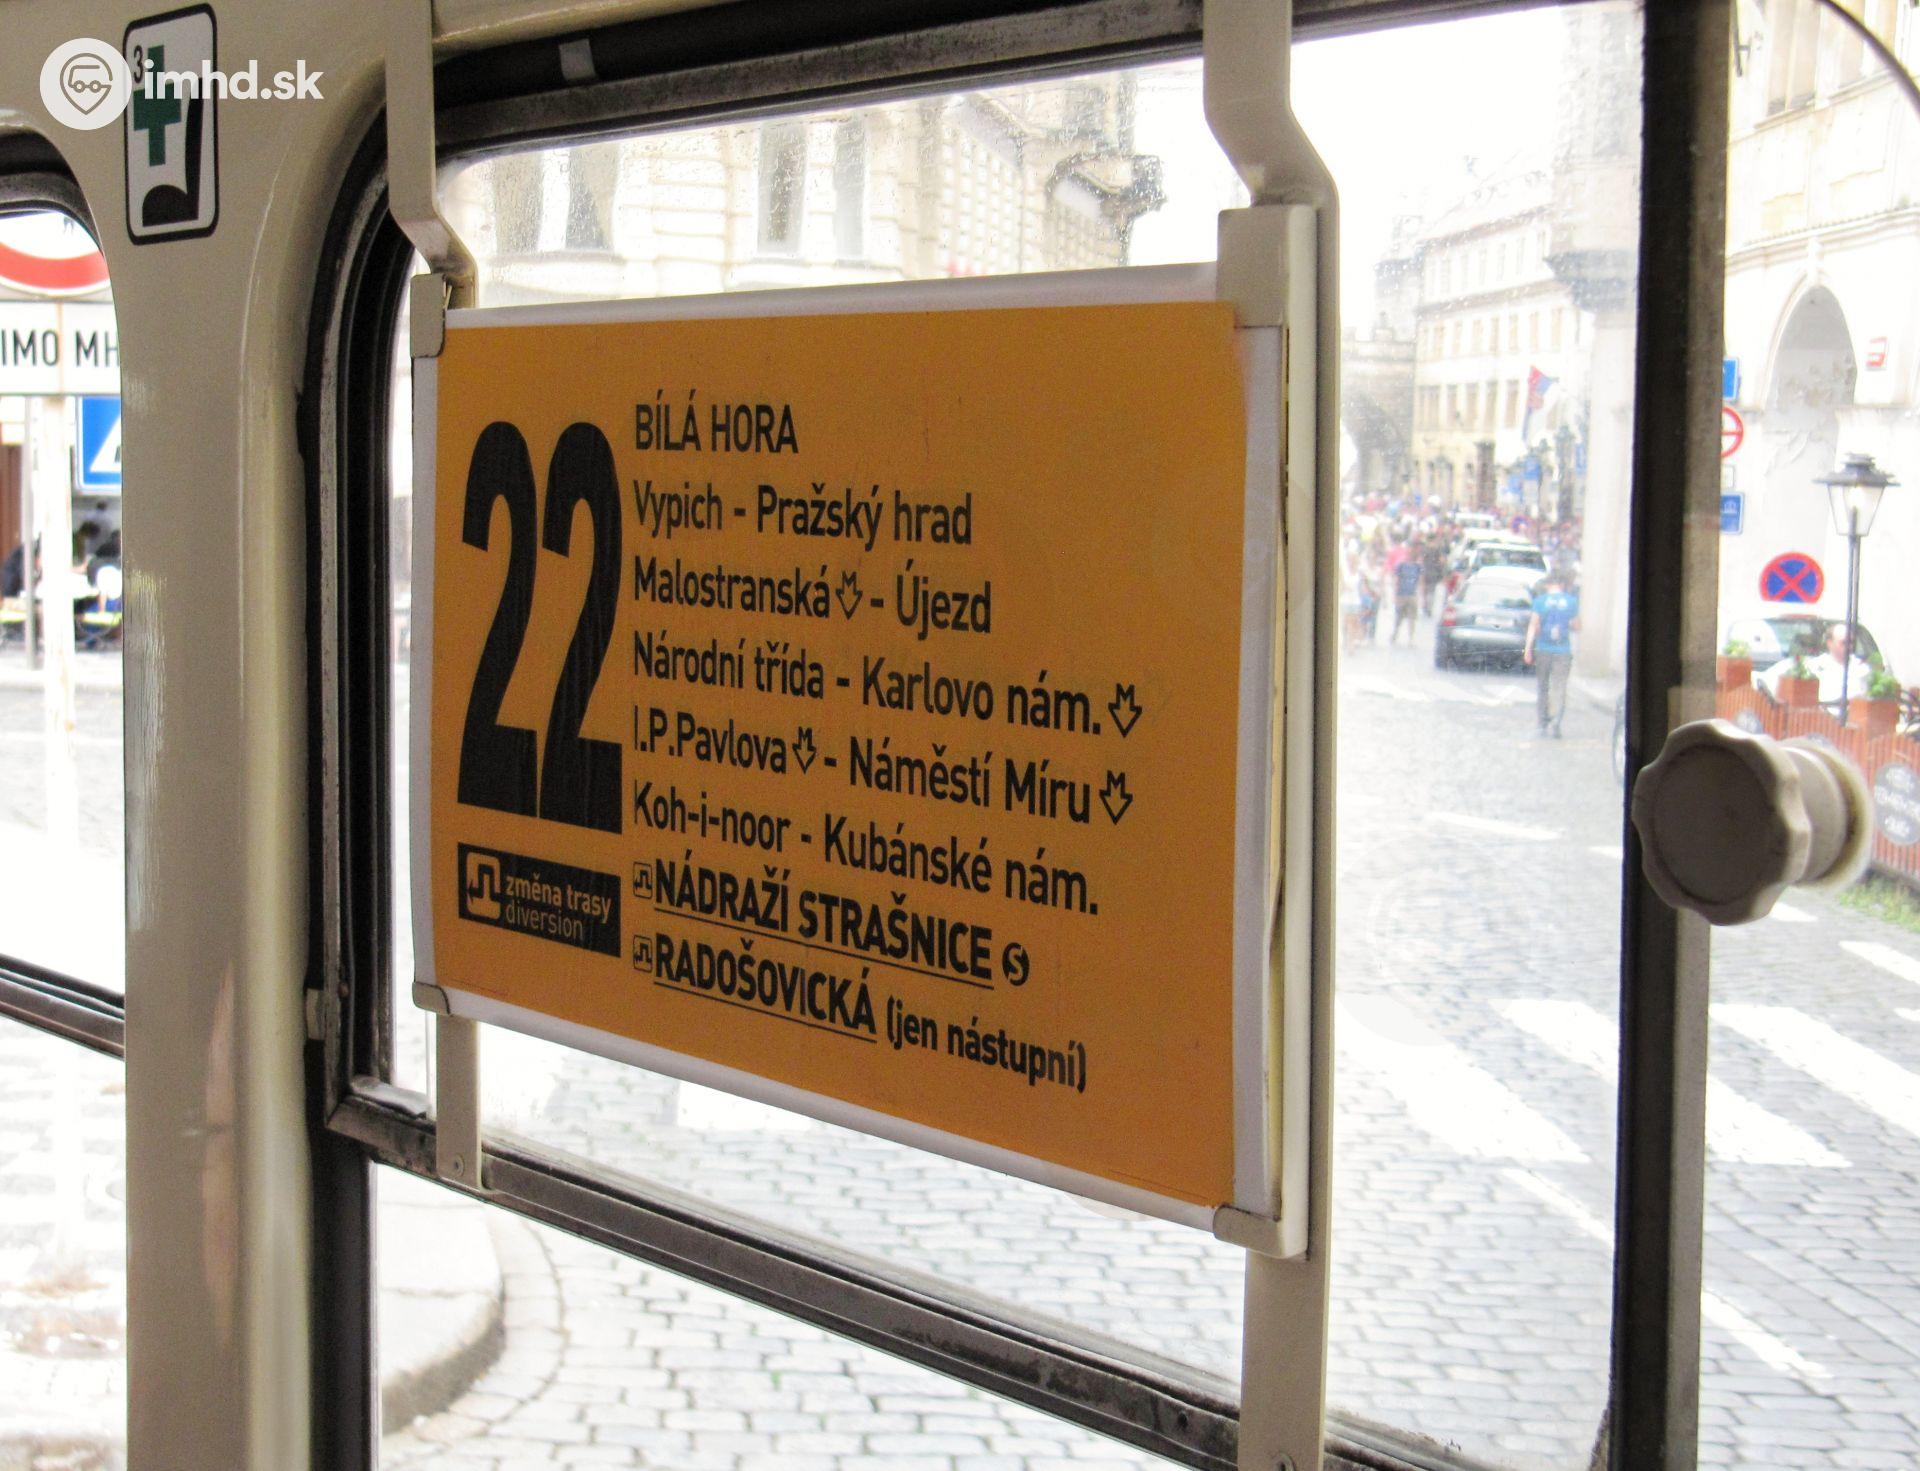 imhd.sk
3
IMO MH
22
BÍLÁ HORA
Vypich - Pražský hrad
Malostranská M - Újezd
Národní třída - Karlovo nám. M
I.P.Pavlova M - Náměstí Míru M
Koh-i-noor - Kubánské nám.
NÁDRAŽÍ STRAŠNICE S
RADOŠOVICKÁ (jen nástupní)
změna trasy
diversion